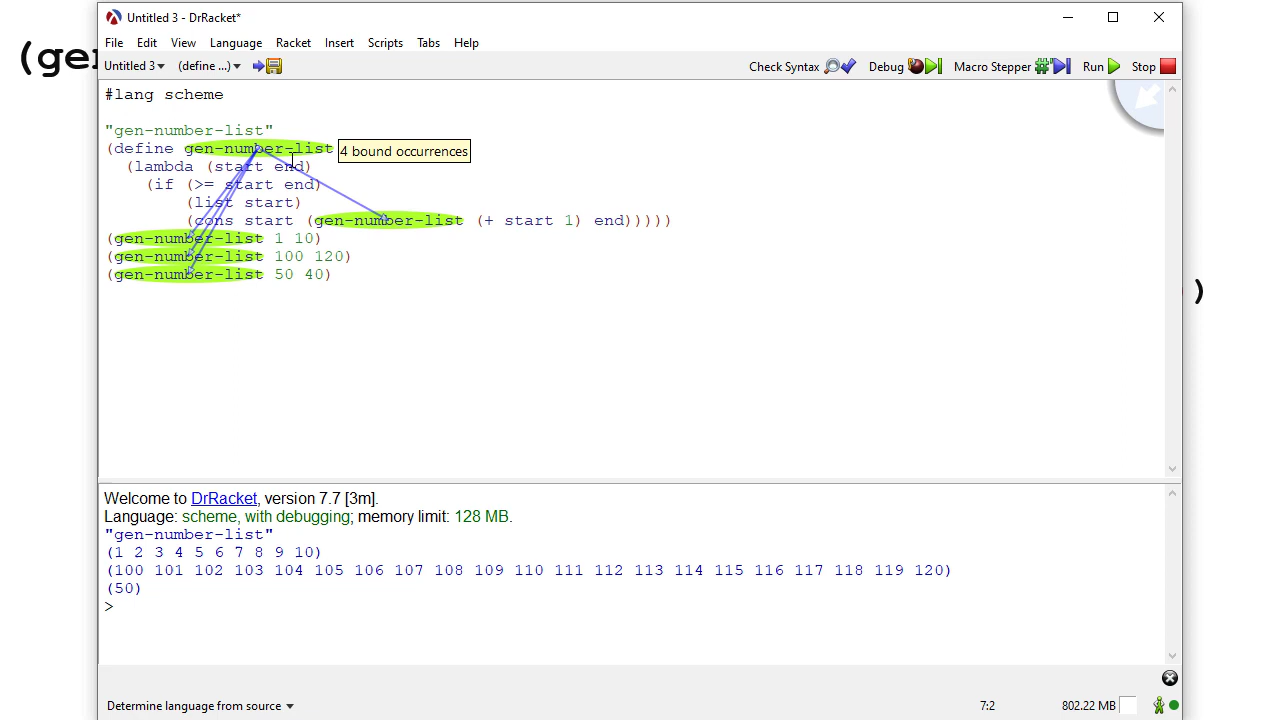 (gen
)
Untitled 3 - DrRacket*
File Edit View Language Racket Insert Scripts Tabs Help
Untitled 3 (define ...) Check Syntax Debug Macro Stepper Run Stop
#lang scheme
"gen-number-list"
(define gen-number-list
4 bound occurrences
(lambda (start end)
(if (>= start end)
(list start)
(cons start (gen-number-list (+ start 1) end)))))
(gen-number-list 1 10)
(gen-number-list 100 120)
(gen-number-list 50 40)
Welcome to DrRacket, version 7.7 [3m].
Language: scheme, with debugging; memory limit: 128 MB.
"gen-number-list"
(1 2 3 4 5 6 7 8 9 10)
(100 101 102 103 104 105 106 107 108 109 110 111 112 113 114 115 116 117 118 119 120)
(50)
>
Determine language from source 7:2 802.22 MB